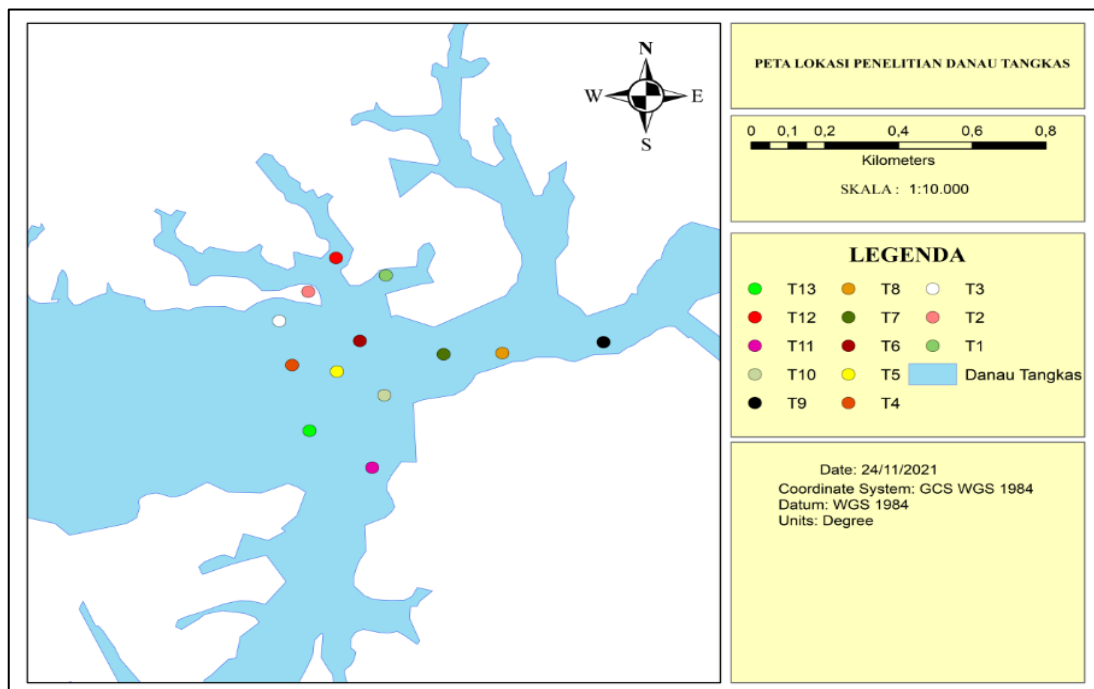 N
W E
S
PETA LOKASI PENELITIAN DANAU TANGKAS
0 0,1 0,2 0,4 0,6 0,8
Kilometers
SKALA : 1:10.000
LEGENDA
T13 T8 T3
T12 T7 T2
T11 T6 T1
T10 T5 Danau Tangkas
T9 T4
Date: 24/11/2021
Coordinate System: GCS WGS 1984
Datum: WGS 1984
Units: Degree